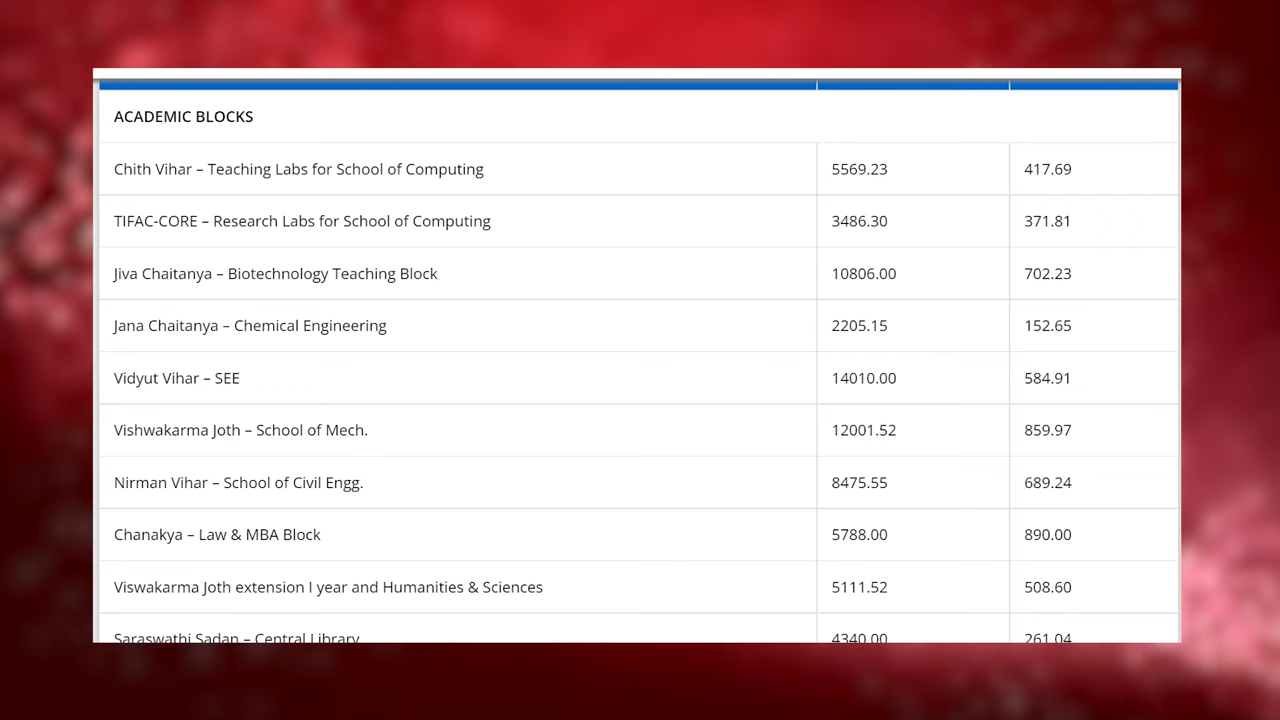 ACADEMIC BLOCKS
Chith Vihar – Teaching Labs for School of Computing 5569.23 417.69
TIFAC-CORE – Research Labs for School of Computing 3486.30 371.81
Jiva Chaitanya – Biotechnology Teaching Block 10806.00 702.23
Jana Chaitanya – Chemical Engineering 2205.15 152.65
Vidyut Vihar – SEE 14010.00 584.91
Vishwakarma Joth – School of Mech. 12001.52 859.97
Nirman Vihar – School of Civil Engg. 8475.55 689.24
Chanakya – Law & MBA Block 5788.00 890.00
Viswakarma Joth extension I year and Humanities & Sciences 5111.52 508.60
Saraswathi Sadan – Central Library 4340.00 261.04